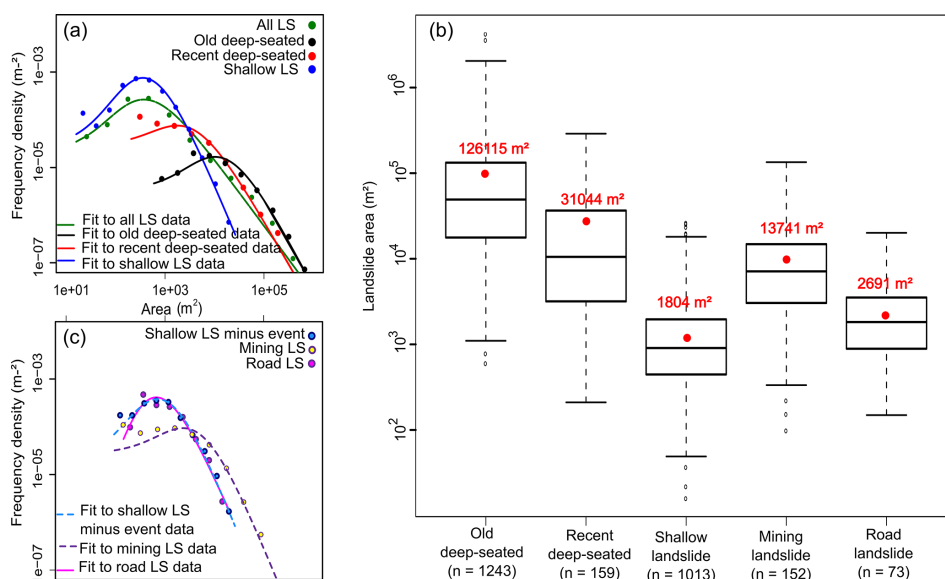 (a)
All LS
Old deep-seated
Recent deep-seated
Shallow LS
Frequency density (m-²)
1e-03
1e-05
1e-07
Fit to all LS data
Fit to old deep-seated data
Fit to recent deep-seated data
Fit to shallow LS data
1e+01
1e+03
1e+05
Area (m²)
(c)
Shallow LS minus event
Mining LS
Road LS
Frequency density (m-²)
1e-03
1e-05
1e-07
Fit to shallow LS
minus event data
Fit to mining LS data
Fit to road LS data
(b)
Landslide area (m²)
10⁶
10⁵
10⁴
10³
10²
126115 m²
31044 m²
1804 m²
13741 m²
2691 m²
Old
deep-seated
(n = 1243)
Recent
deep-seated
(n = 159)
Shallow
landslide
(n = 1013)
Mining
landslide
(n = 152)
Road
landslide
(n = 73)